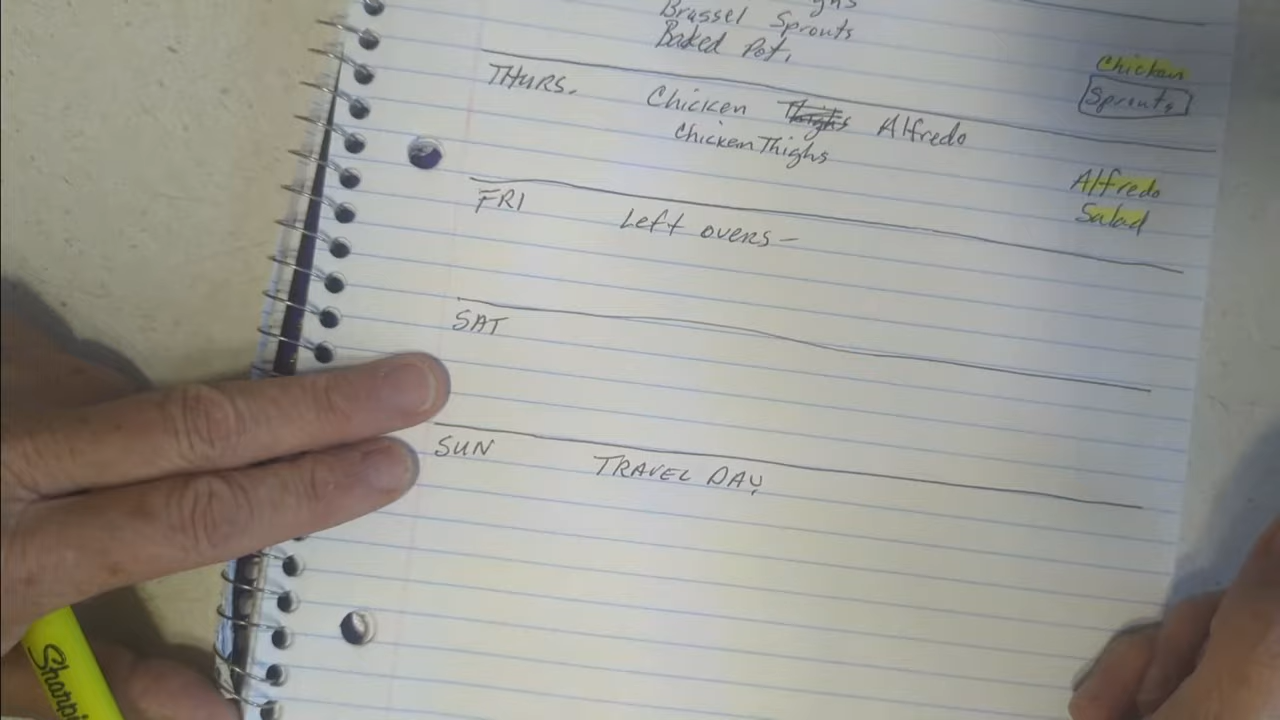 Brussel Sprouts
Baked Pot.
Chicken
Sprouts
THURS. Chicken Thighs Alfredo
Chicken Thighs
Alfredo
Salad
FRI Left overs -
SAT
SUN TRAVEL DAY
Sharpi